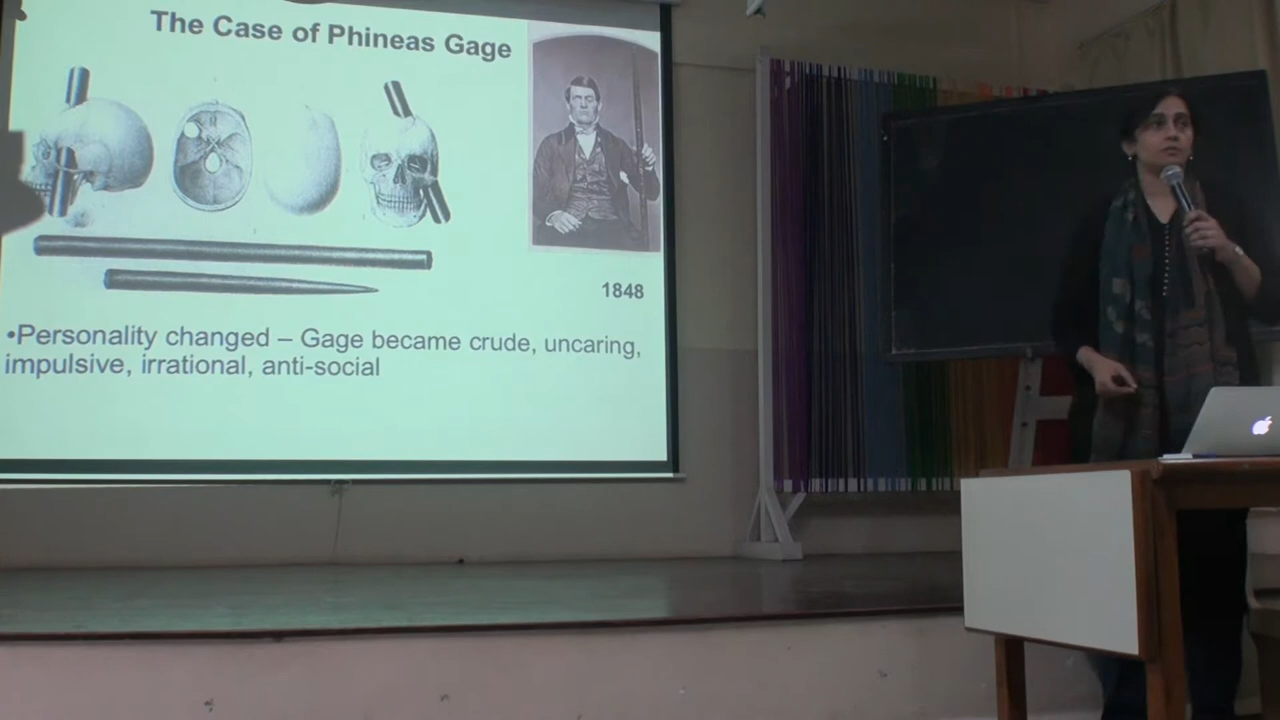 The Case of Phineas Gage
1848
•Personality changed – Gage became crude, uncaring,
impulsive, irrational, anti-social